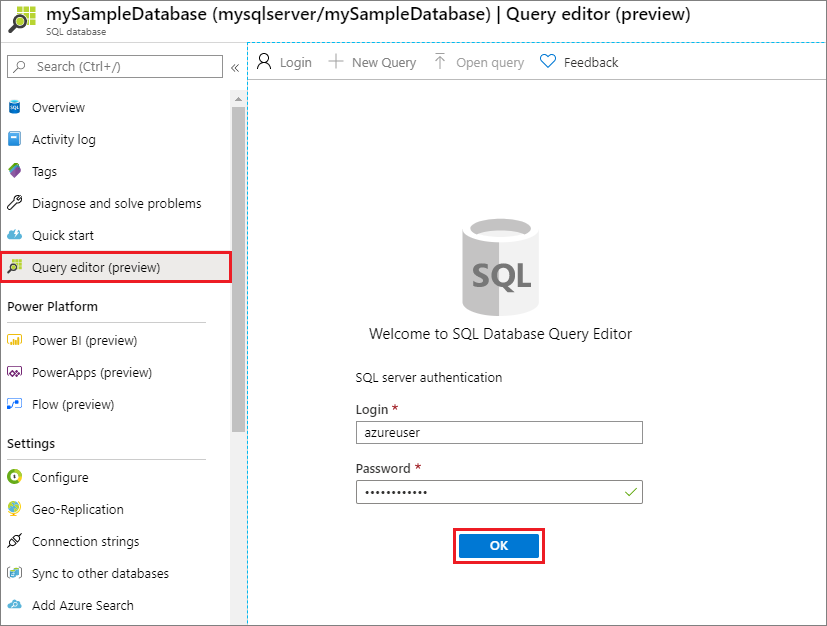 mySampleDatabase (mysqlserver/mySampleDatabase) | Query editor (preview)
SQL database
Search (Ctrl+/)
«
Login
New Query
Open query
Feedback
SQL
Overview
Activity log
Tags
Diagnose and solve problems
Quick start
Query editor (preview)
Power Platform
Power BI (preview)
PowerApps (preview)
Flow (preview)
Settings
Configure
Geo-Replication
Connection strings
Sync to other databases
Add Azure Search
SQL
Welcome to SQL Database Query Editor
SQL server authentication
Login *
azureuser
Password *
••••••••••••
OK